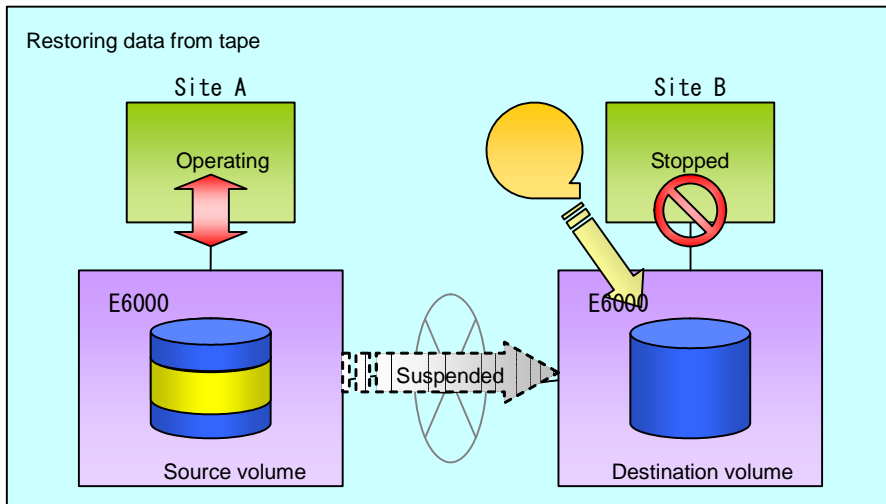 Restoring data from tape
Site A
Site B
Operating
Stopped
E6000
E6000
Suspended
Source volume
Destination volume